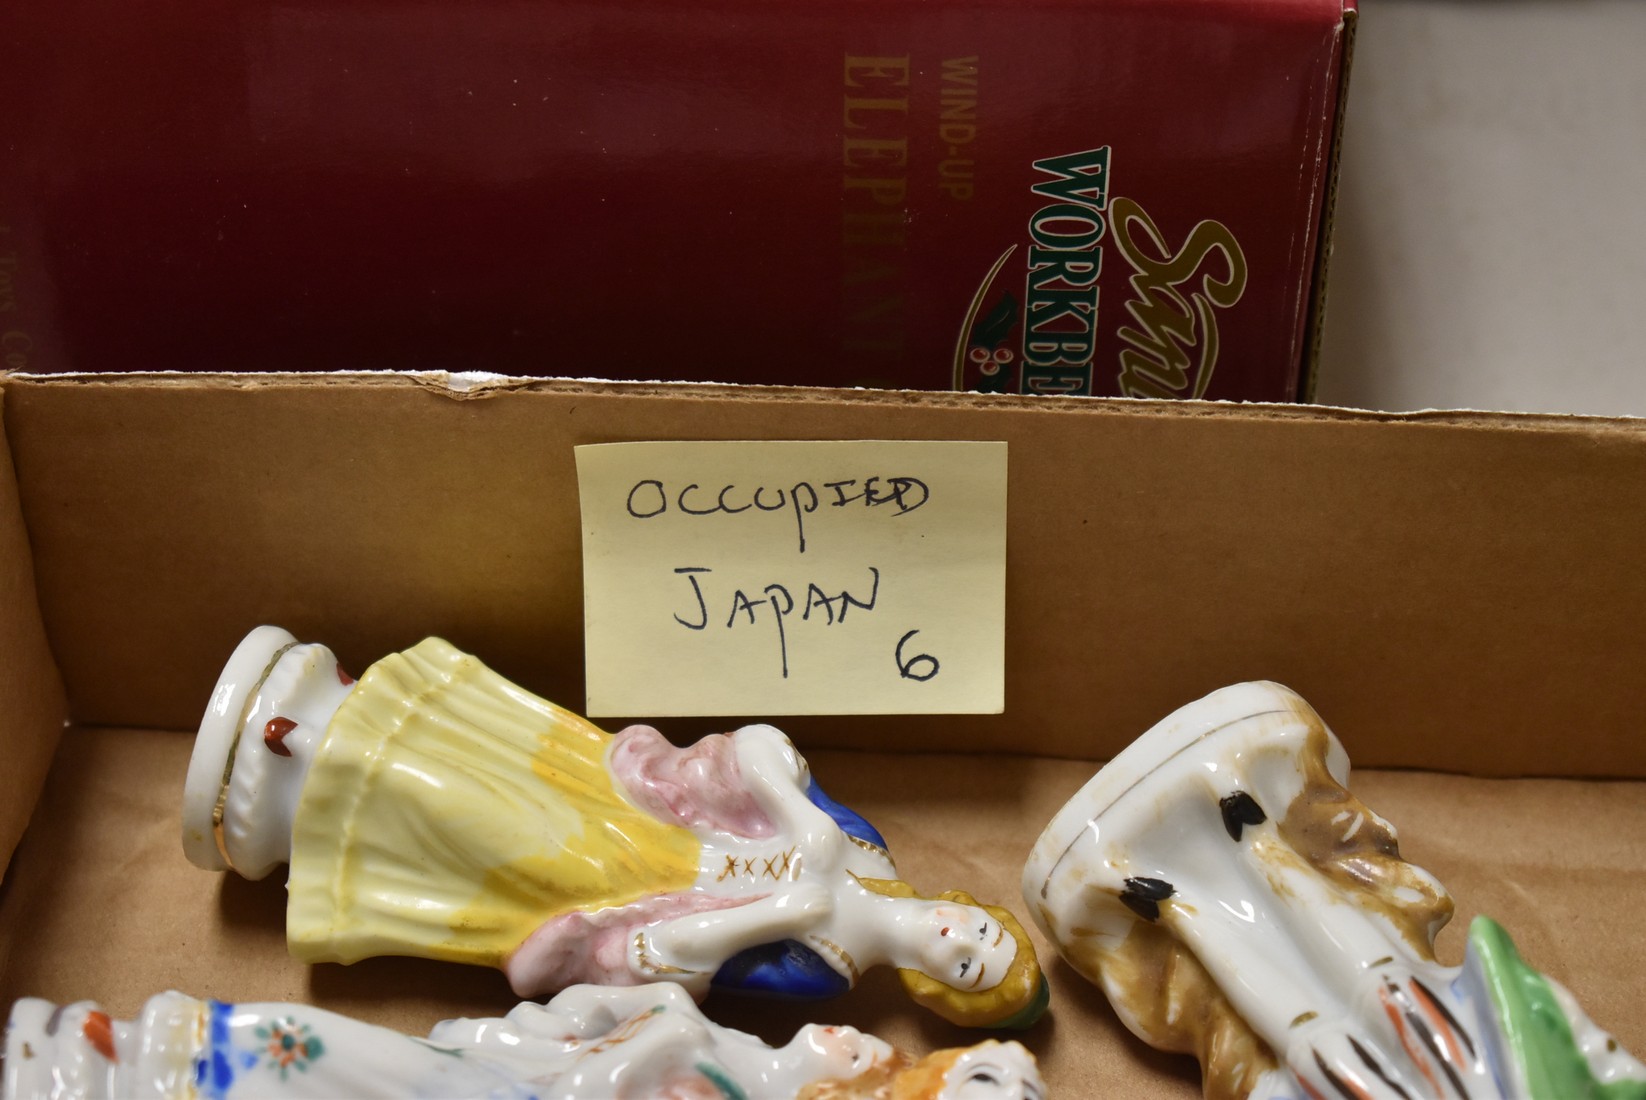 WIND-UP
ELEPHANT
WORKBE
OCCUPIED
JAPAN
6